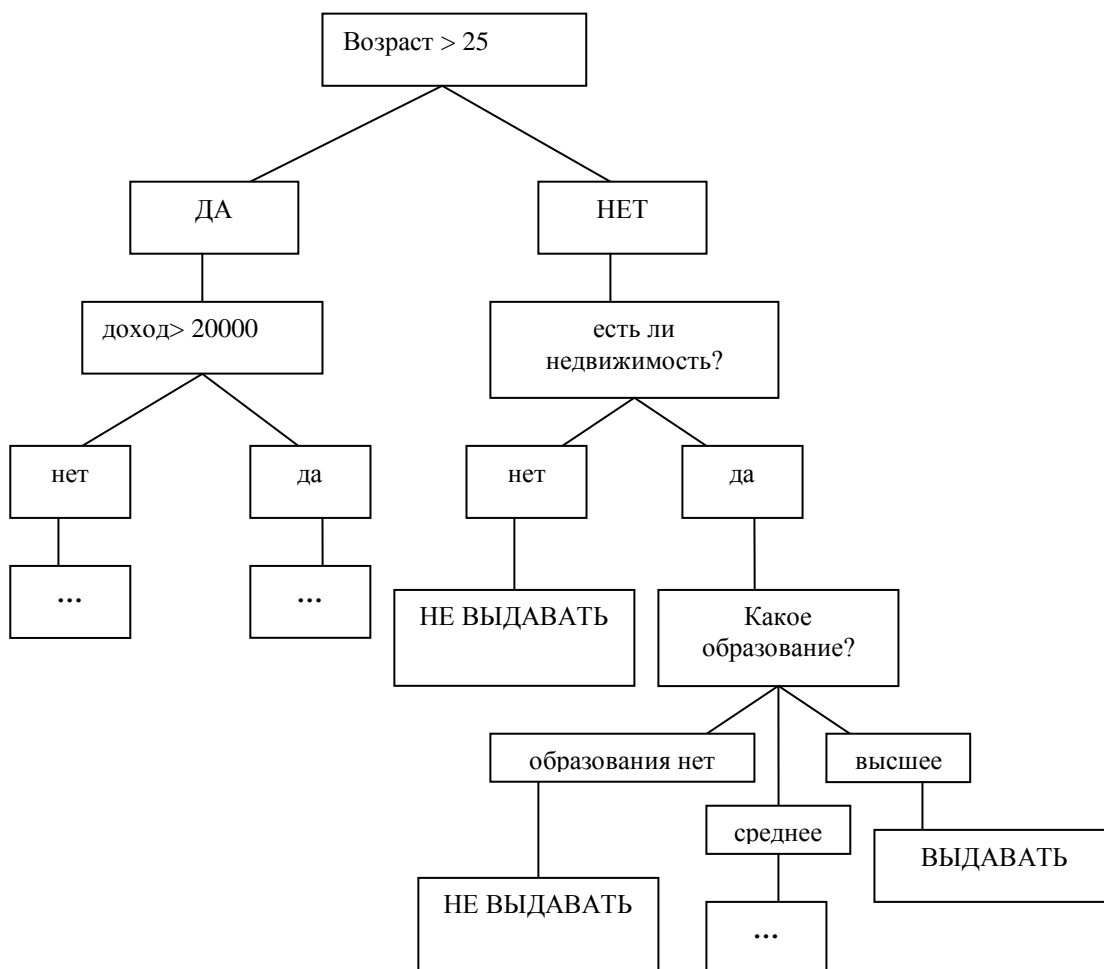 Возраст > 25
ДА
НЕТ
доход> 20000
есть ли
недвижимость?
нет
да
нет
да
...
...
НЕ ВЫДАВАТЬ
Какое
образование?
образования нет
высшее
среднее
ВЫДАВАТЬ
НЕ ВЫДАВАТЬ
...